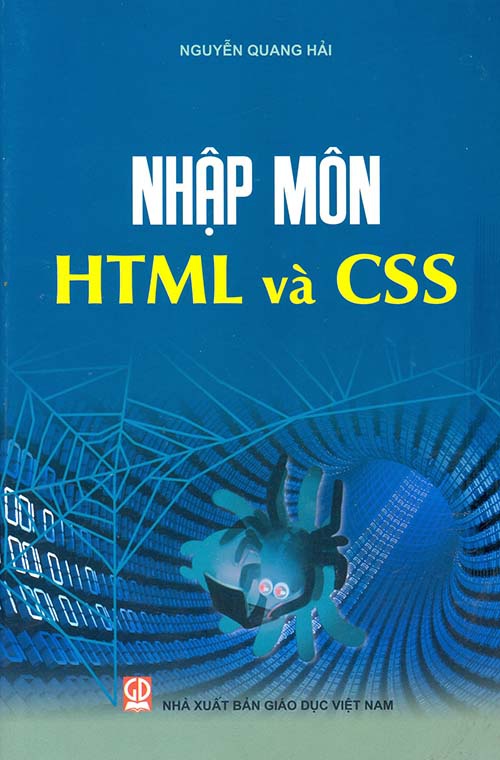 NGUYỄN QUANG HẢI
NHẬP MÔN
HTML và CSS
GD
NHÀ XUẤT BẢN GIÁO DỤC VIỆT NAM